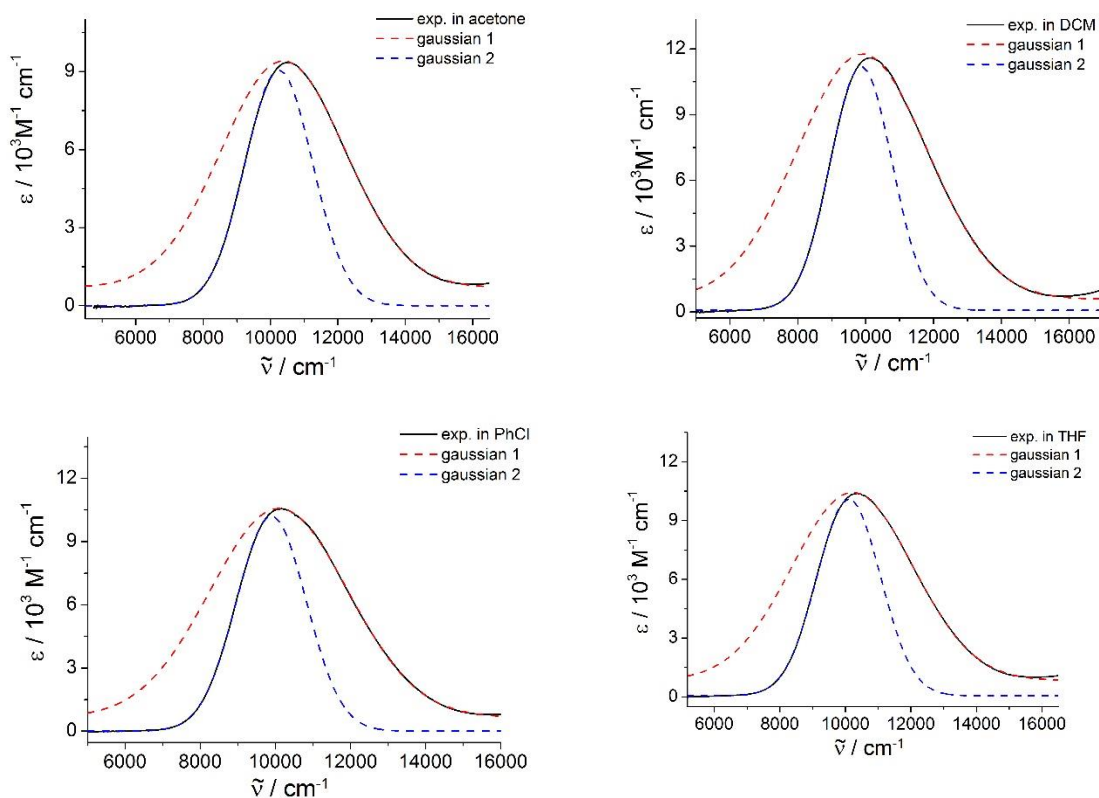 exp. in acetone
gaussian 1
gaussian 2
9
6
3
0
ε / 10³M⁻¹ cm⁻¹
6000 8000 10000 12000 14000 16000
ν̃ / cm⁻¹
exp. in DCM
gaussian 1
gaussian 2
12
9
6
3
0
ε / 10³M⁻¹ cm⁻¹
6000 8000 10000 12000 14000 16000
ν̃ / cm⁻¹
exp. in PhCl
gaussian 1
gaussian 2
12
9
6
3
0
ε / 10³ M⁻¹ cm⁻¹
6000 8000 10000 12000 14000 16000
ν̃ / cm⁻¹
exp. in THF
gaussian 1
gaussian 2
12
9
6
3
0
ε / 10³ M⁻¹ cm⁻¹
6000 8000 10000 12000 14000 16000
ν̃ / cm⁻¹